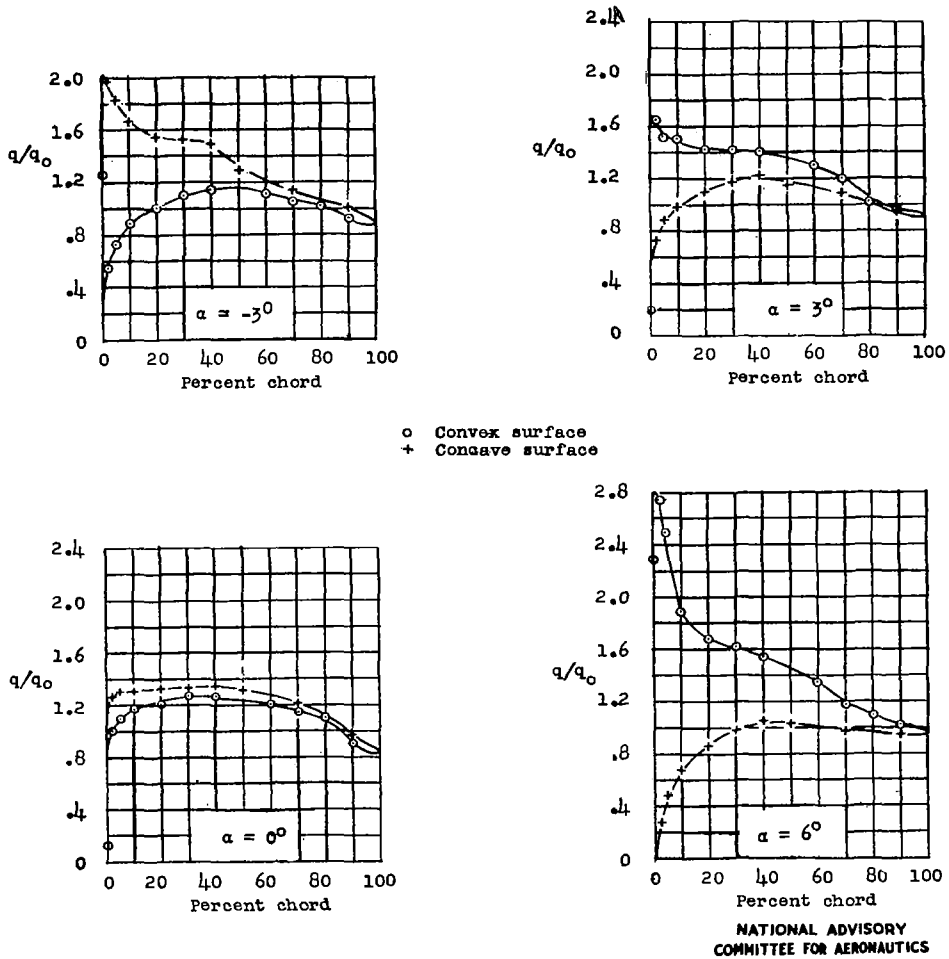 2.0
1.6
q/q₀
1.2
.8
.4
0
α = -3⁰
0 20 40 60 80 100
Percent chord
2.4
2.0
1.6
q/q₀
1.2
.8
.4
0
α = 3⁰
0 20 40 60 80 100
Percent chord
o Convex surface
+ Concave surface
2.4
2.0
1.6
q/q₀
1.2
.8
.4
0
α = 0⁰
0 20 40 60 80 100
Percent chord
2.8
2.4
2.0
1.6
q/q₀
1.2
.8
.4
0
α = 6⁰
0 20 40 60 80 100
Percent chord
NATIONAL ADVISORY
COMMITTEE FOR AERONAUTICS